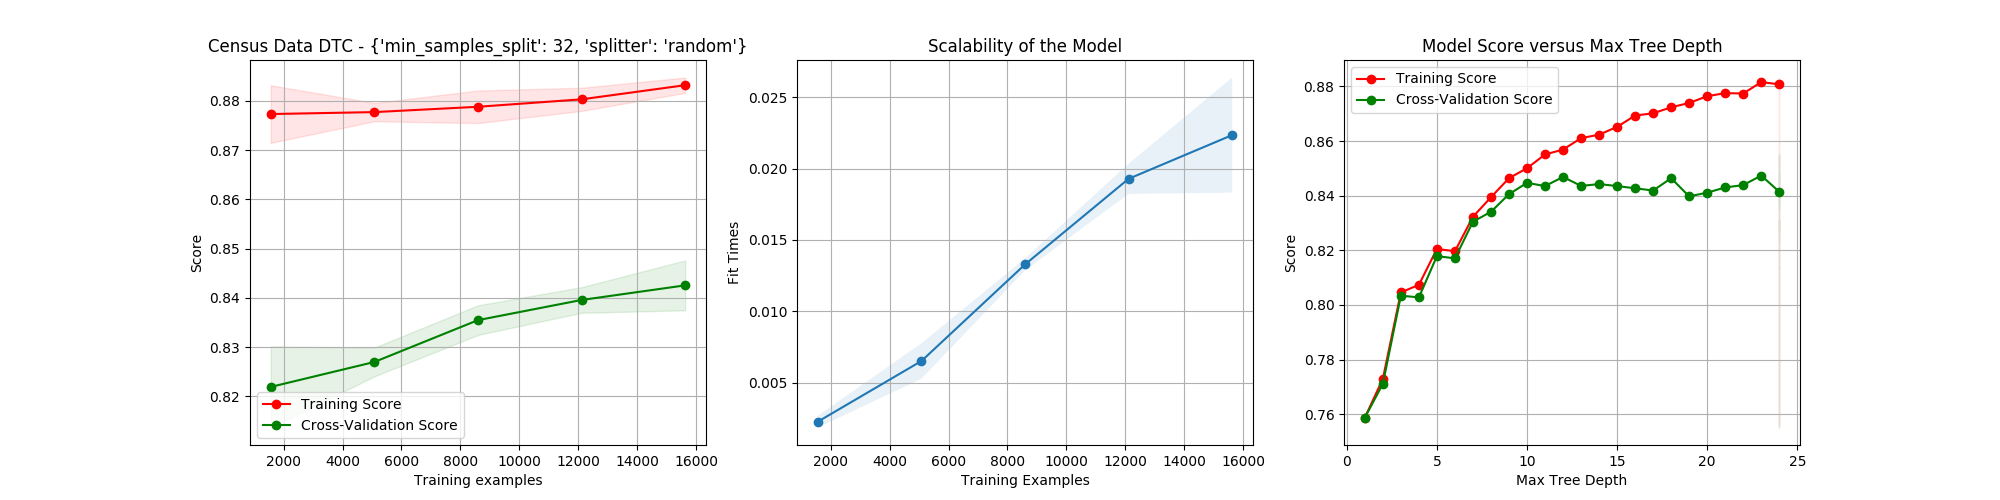 Census Data DTC - {'min_samples_split': 32, 'splitter': 'random'}
Score
0.88
0.87
0.86
0.85
0.84
0.83
0.82
Training Score
Cross-Validation Score
2000 4000 6000 8000 10000 12000 14000 16000
Training examples
Scalability of the Model
Fit Times
0.025
0.020
0.015
0.010
0.005
2000 4000 6000 8000 10000 12000 14000 16000
Training Examples
Model Score versus Max Tree Depth
Training Score
Cross-Validation Score
Score
0.88
0.86
0.84
0.82
0.80
0.78
0.76
0 5 10 15 20 25
Max Tree Depth